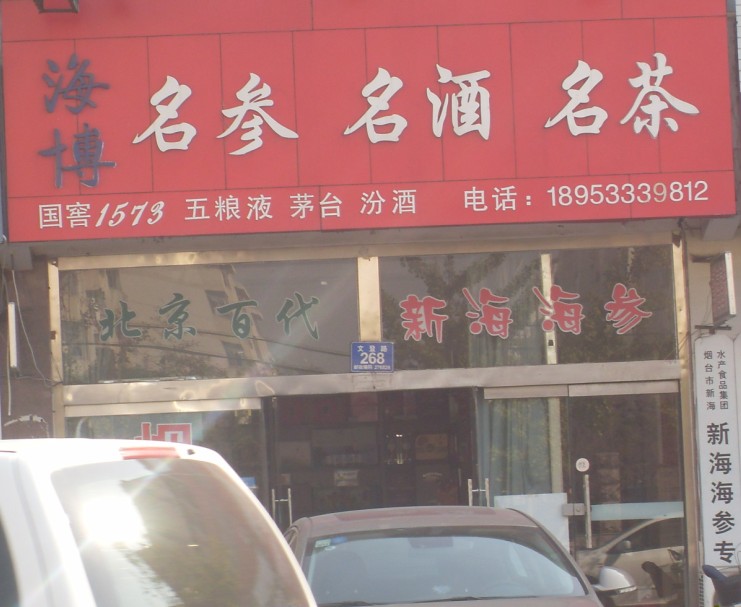 海博
名参 名酒 名茶
国窖1573 五粮液 茅台 汾酒 电话：18953339812
北京百代 新海海参
268
烟
水产食品集团
烟台市新海
新海海参专